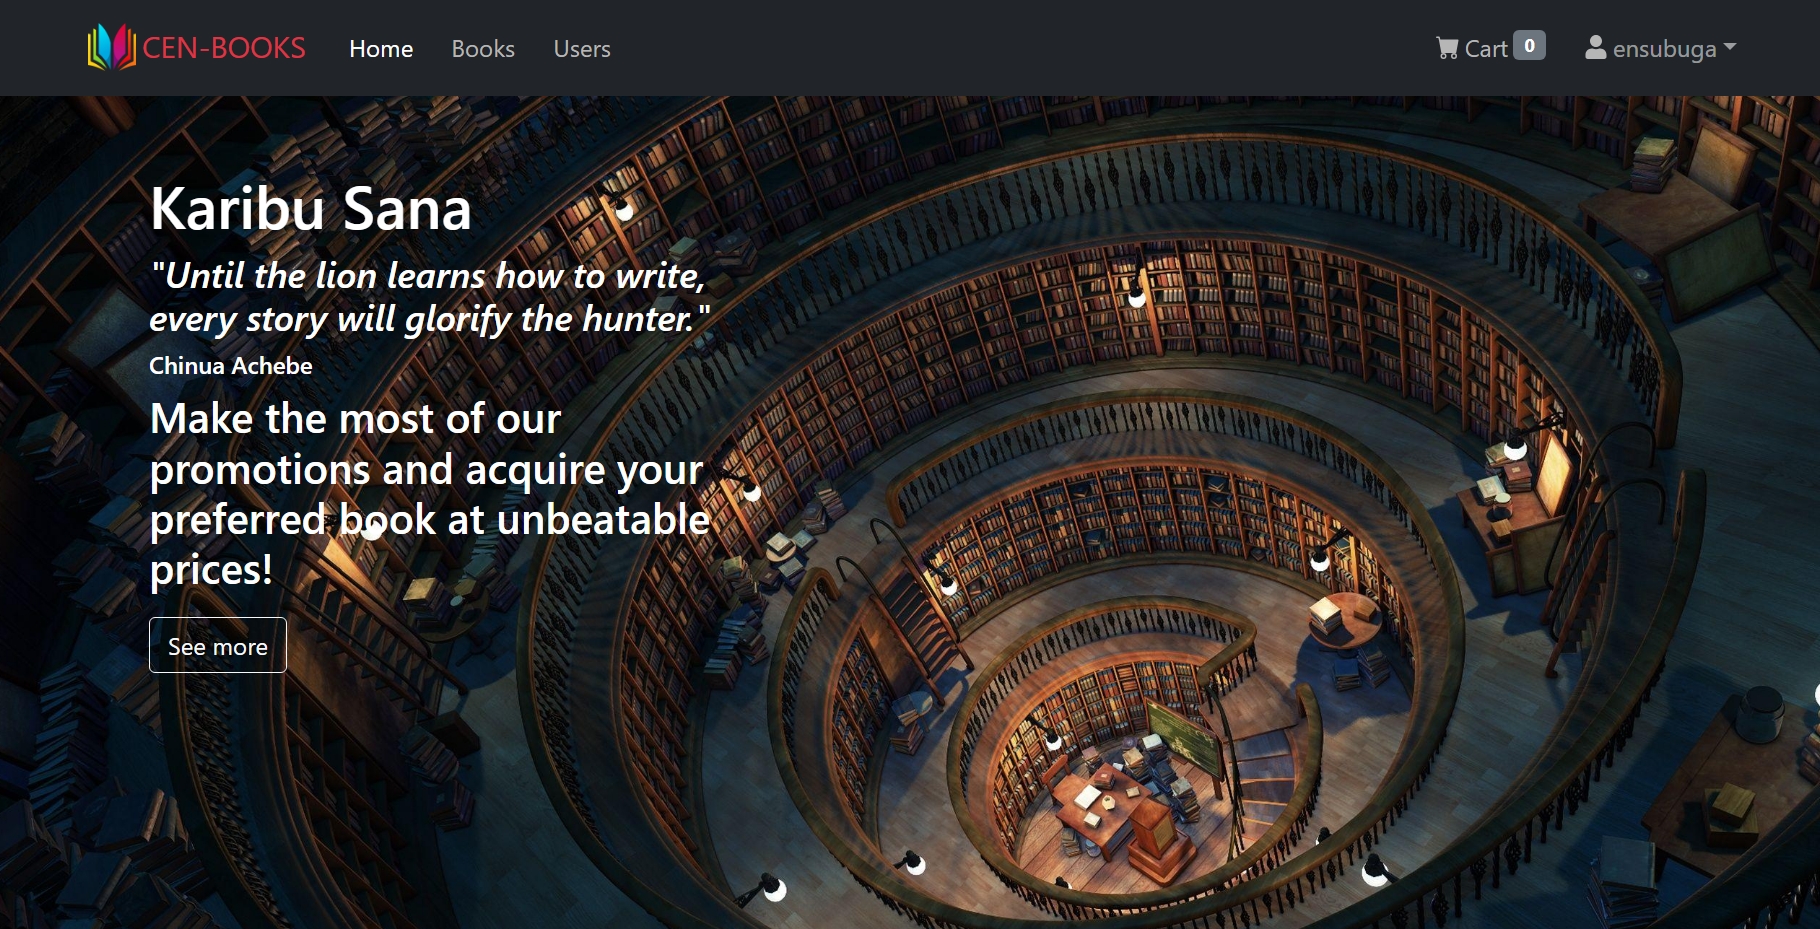 CEN-BOOKS Home Books Users Cart 0 ensubuga
Karibu Sana
"Until the lion learns how to write,
every story will glorify the hunter."
Chinua Achebe
Make the most of our
promotions and acquire your
preferred book at unbeatable
prices!
See more